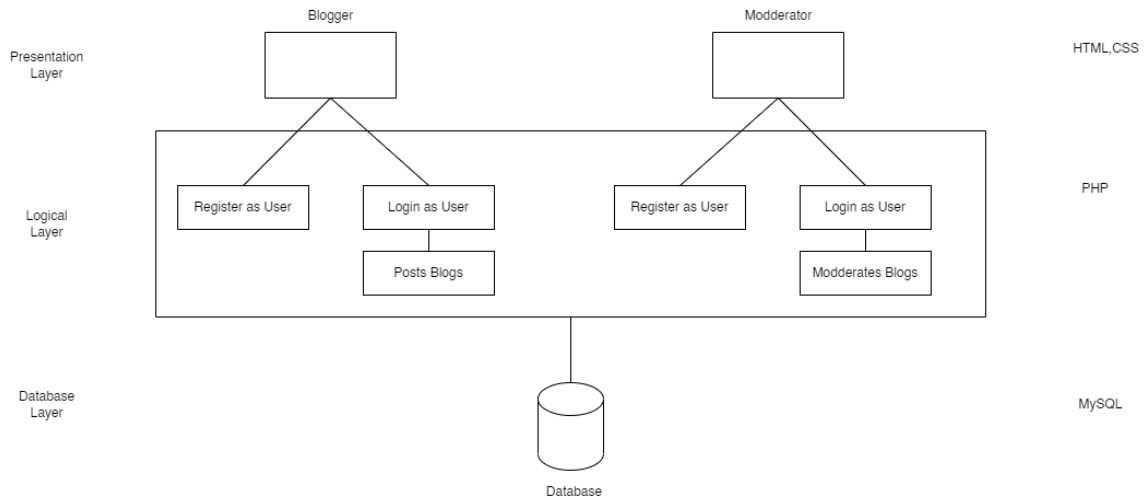 Blogger
Modderator
Presentation
Layer
HTML,CSS
Register as User
Login as User
Register as User
Login as User
PHP
Logical
Layer
Posts Blogs
Modderates Blogs
Database
Layer
MySQL
Database